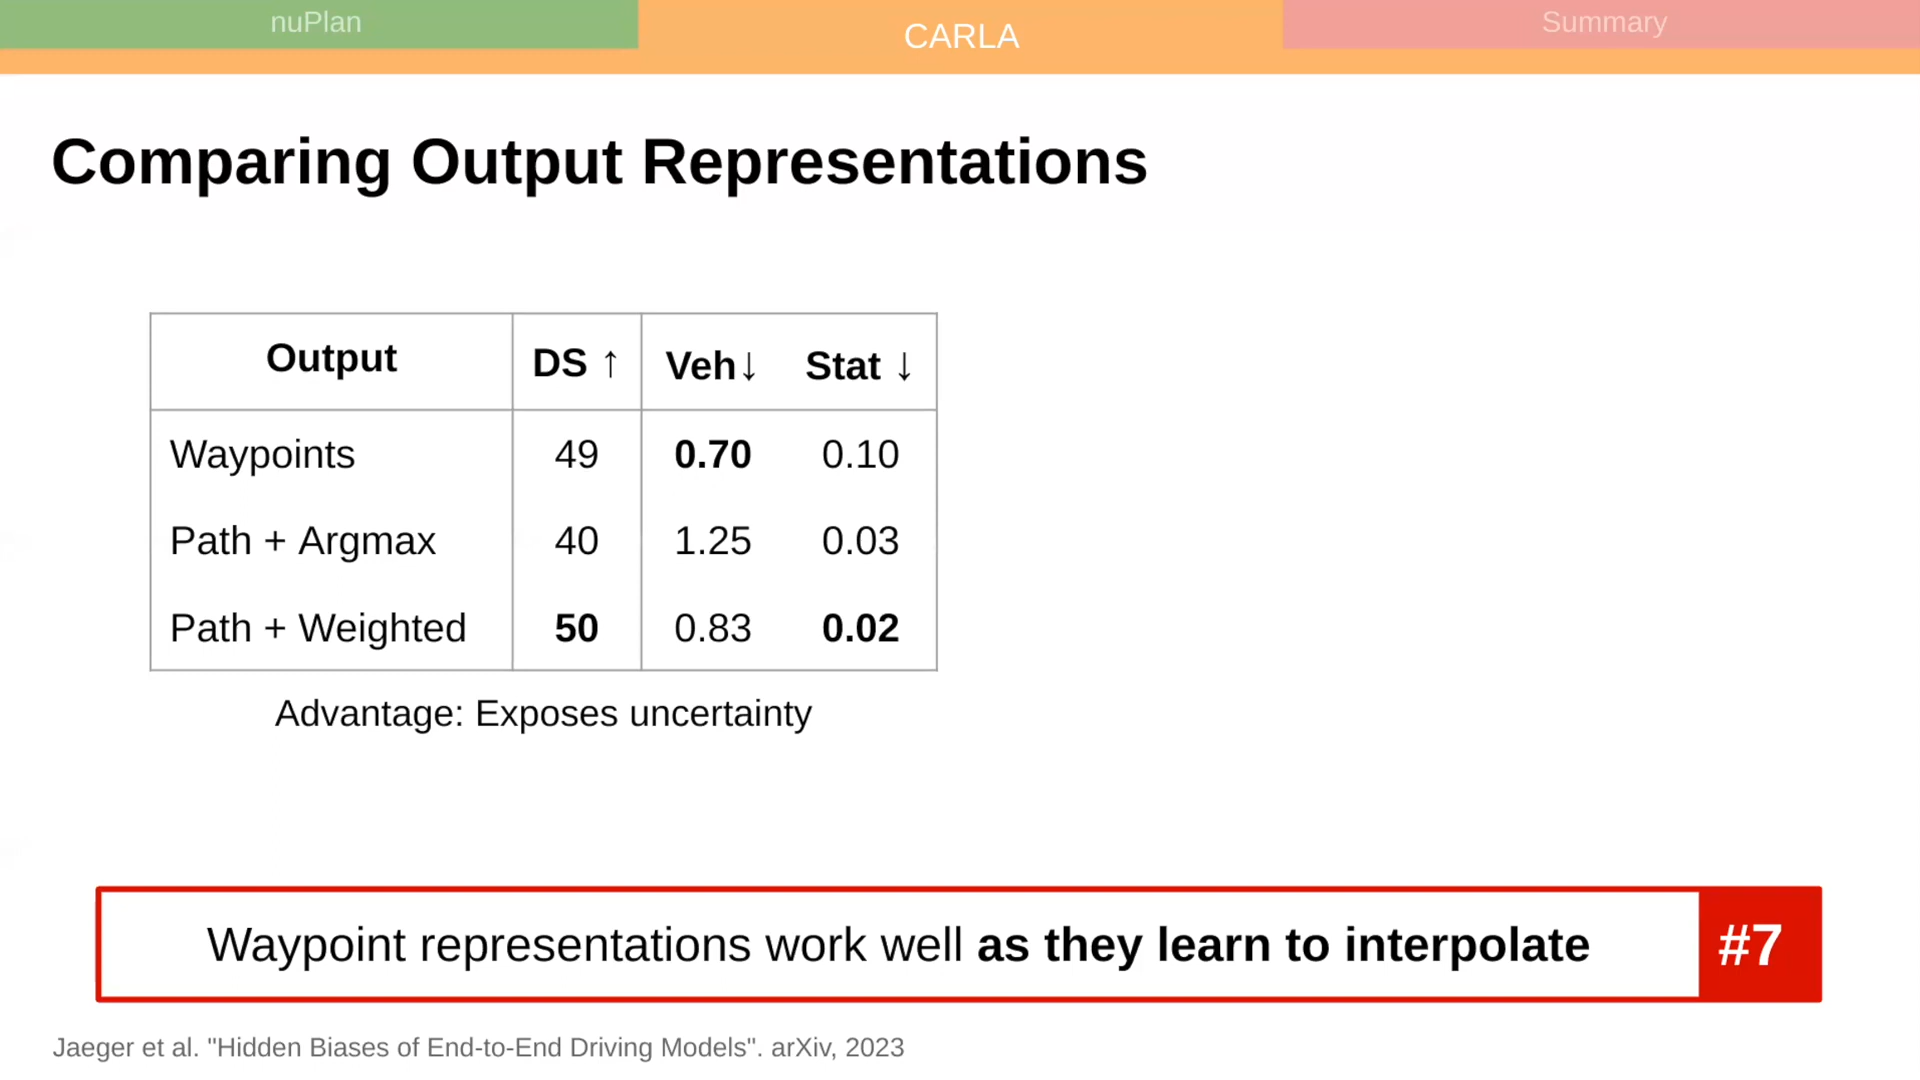 nuPlan CARLA Summary
Comparing Output Representations
Output DS ↑ Veh↓ Stat ↓
Waypoints 49 0.70 0.10
Path + Argmax 40 1.25 0.03
Path + Weighted 50 0.83 0.02
Advantage: Exposes uncertainty
Waypoint representations work well as they learn to interpolate #7
Jaeger et al. "Hidden Biases of End-to-End Driving Models". arXiv, 2023